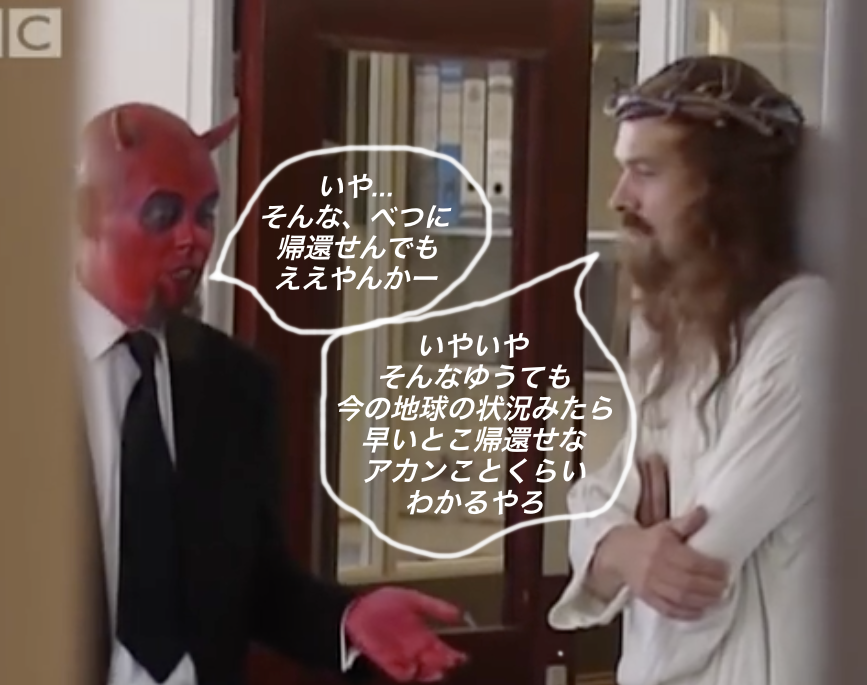 C
いや...
そんな、べつに
帰還せんでも
ええやんかー
いやいや
そんなゆうても
今の地球の状況みたら
早いとこ帰還せな
アカンことくらい
わかるやろ